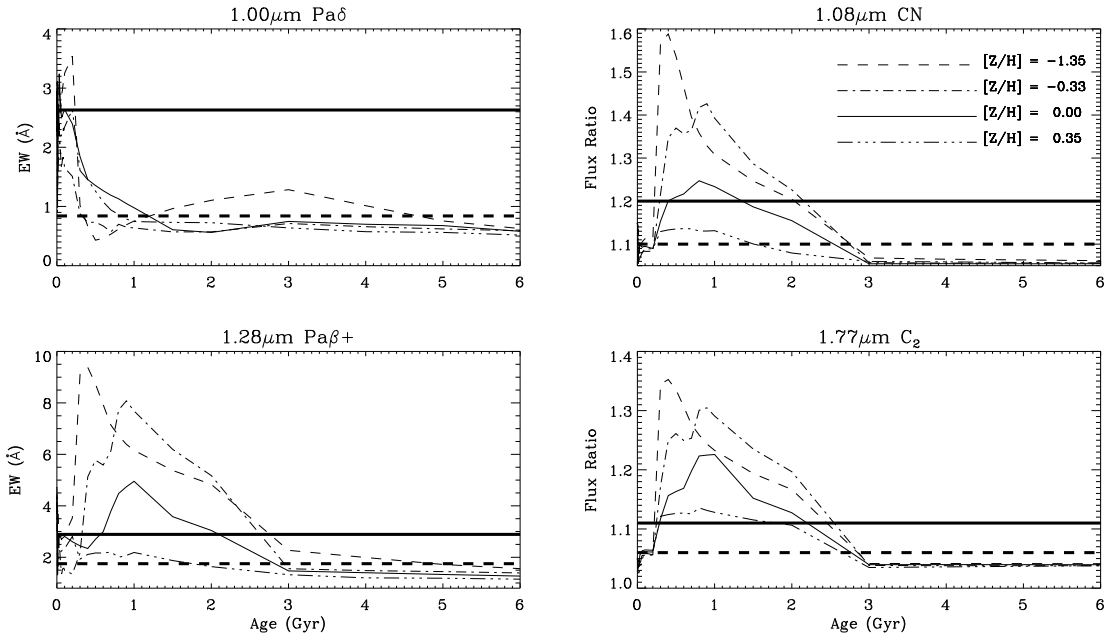 1.00μm Paδ
EW (Å)
4
3
2
1
0
0 1 2 3 4 5 6
1.08μm CN
Flux Ratio
1.6
1.5
1.4
1.3
1.2
1.1
0 1 2 3 4 5 6
[Z/H] = -1.35
[Z/H] = -0.33
[Z/H] = 0.00
[Z/H] = 0.35
1.28μm Paβ+
EW (Å)
10
8
6
4
2
0 1 2 3 4 5 6
Age (Gyr)
1.77μm C₂
Flux Ratio
1.4
1.3
1.2
1.1
1.0
0 1 2 3 4 5 6
Age (Gyr)